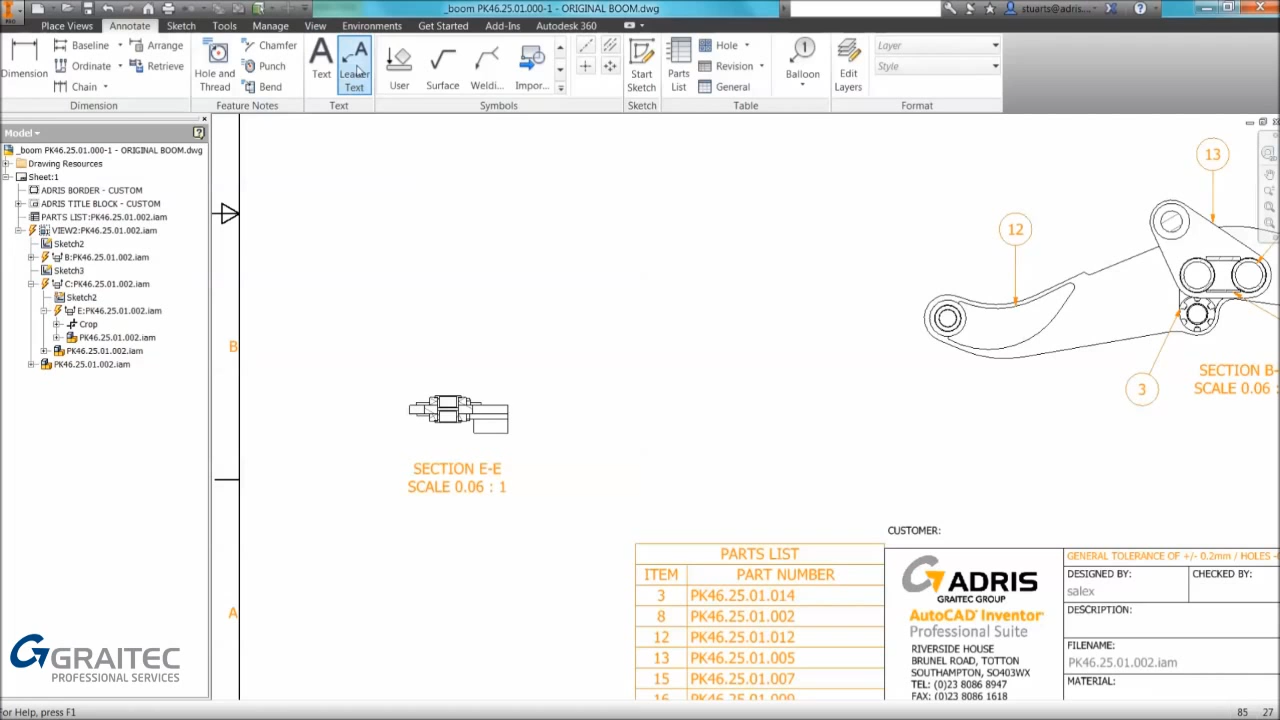 _boom PK46.25.01.000-1 - ORIGINAL BOOM.dwg
stuarts@adris...
Place Views Annotate Sketch Tools Manage View Environments Get Started Add-Ins Autodesk 360
Dimension
Baseline
Ordinate
Chain
Arrange
Retrieve
Dimension
Hole and
Thread
Chamfer
Punch
Bend
Feature Notes
Text
Leader
Text
Text
User
Surface
Weldi...
Impor...
Symbols
Start
Sketch
Sketch
Parts
List
Hole
Revision
General
Table
Balloon
Edit
Layers
Layer
Style
Format
Model
_boom PK46.25.01.000-1 - ORIGINAL BOOM.dwg
Drawing Resources
Sheet:1
ADRIS BORDER - CUSTOM
ADRIS TITLE BLOCK - CUSTOM
PARTS LIST:PK46.25.01.002.iam
VIEW2:PK46.25.01.002.iam
Sketch2
B:PK46.25.01.002.iam
Sketch3
C:PK46.25.01.002.iam
Sketch2
E:PK46.25.01.002.iam
Crop
PK46.25.01.002.iam
PK46.25.01.002.iam
PK46.25.01.002.iam
B
A
12
13
3
SECTION B-
SCALE 0.06 :
SECTION E-E
SCALE 0.06 : 1
PARTS LIST
ITEM PART NUMBER
3 PK46.25.01.014
8 PK46.25.01.002
12 PK46.25.01.012
13 PK46.25.01.005
15 PK46.25.01.007
16 PK46.25.01.009
CUSTOMER:
ADRIS
GRAITEC GROUP
AutoCAD Inventor
Professional Suite
RIVERSIDE HOUSE
BRUNEL ROAD, TOTTON
SOUTHAMPTON, SO403WX
TEL: (0)23 8086 8947
FAX: (0)23 8086 1618
GENERAL TOLERANCE OF +/- 0.2mm / HOLES -
DESIGNED BY:
salex
CHECKED BY:
DESCRIPTION:
FILENAME:
PK46.25.01.002.iam
MATERIAL:
GRAITEC
PROFESSIONAL SERVICES
For Help, press F1
85 27